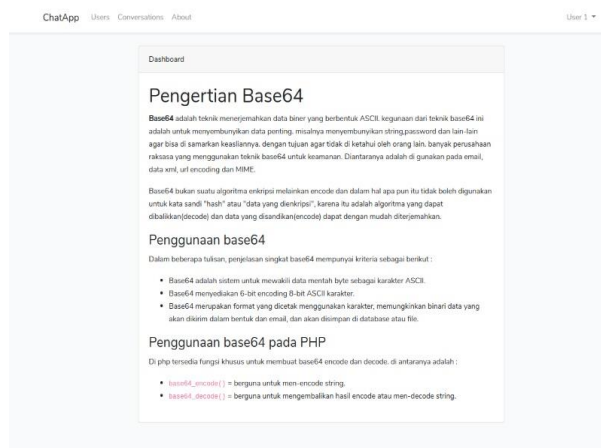 ChatApp Users Conversations About User 1
Dashboard
Pengertian Base64
Base64 adalah teknik menerjemahkan data biner yang berbentuk ASCII. kegunaan dari teknik base64 ini
adalah untuk menyembunyikan data penting. misalnya menyembunyikan string,password dan lain-lain
agar bisa di samarkan keasliannya. dengan tujuan agar tidak di ketahui oleh orang lain. banyak perusahaan
raksasa yang menggunakan teknik base64 untuk keamanan. Diantaranya adalah di gunakan pada email,
data xml, url encoding dan MIME.
Base64 bukan suatu algoritma enkripsi melainkan encode dan dalam hal apa pun itu tidak boleh digunakan
untuk kata sandi "hash" atau "data yang dienkripsi", karena itu adalah algoritma yang dapat
dibalikkan(decode) dan data yang disandikan(encode) dapat dengan mudah diterjemahkan.
Penggunaan base64
Dalam beberapa tulisan, penjelasan singkat base64 mempunyai kriteria sebagai berikut :
• Base64 adalah sistem untuk mewakili data mentah byte sebagai karakter ASCII.
• Base64 menyediakan 6-bit encoding 8-bit ASCII karakter.
• Base64 merupakan format yang dicetak menggunakan karakter, memungkinkan binari data yang
akan dikirim dalam bentuk dan email, dan akan disimpan di database atau file.
Penggunaan base64 pada PHP
Di php tersedia fungsi khusus untuk membuat base64 encode dan decode. di antaranya adalah :
• base64_encode() = berguna untuk men-encode string.
• base64_decode() = berguna untuk mengembalikan hasil encode atau men-decode string.